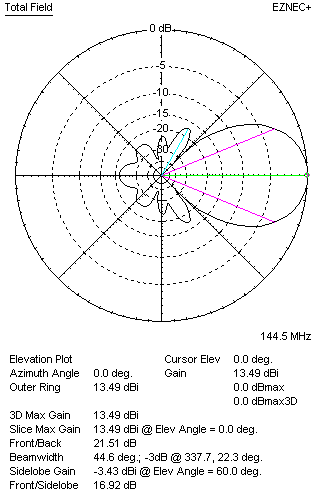 Total Field
EZNEC+
0 dB
-5
-10
-15
-20
-30
144.5 MHz
Elevation Plot
Cursor Elev 0.0 deg.
Azimuth Angle 0.0 deg.
Gain 13.49 dBi
Outer Ring 13.49 dBi
0.0 dBmax
0.0 dBmax3D
3D Max Gain 13.49 dBi
Slice Max Gain 13.49 dBi @ Elev Angle = 0.0 deg.
Front/Back 21.51 dB
Beamwidth 44.6 deg.; -3dB @ 337.7, 22.3 deg.
Sidelobe Gain -3.43 dBi @ Elev Angle = 60.0 deg.
Front/Sidelobe 16.92 dB